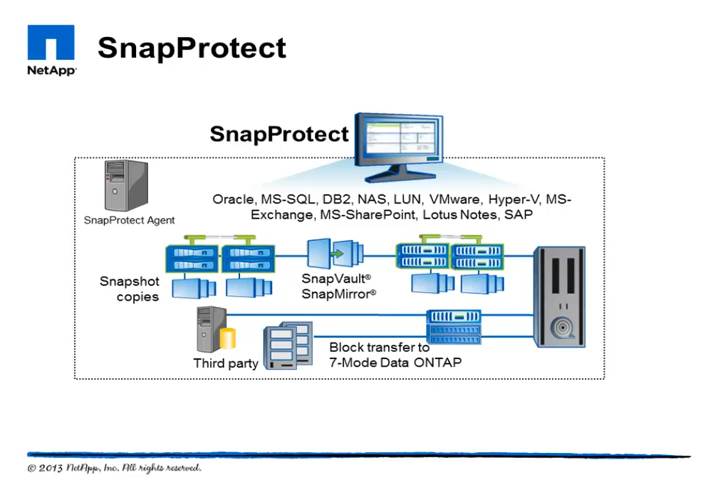 SnapProtect
NetApp
SnapProtect
Oracle, MS-SQL, DB2, NAS, LUN, VMware, Hyper-V, MS-
Exchange, MS-SharePoint, Lotus Notes, SAP
SnapProtect Agent
Snapshot
copies
SnapVault®
SnapMirror®
Third party
Block transfer to
7-Mode Data ONTAP
© 2013 NetApp, Inc. All rights reserved.